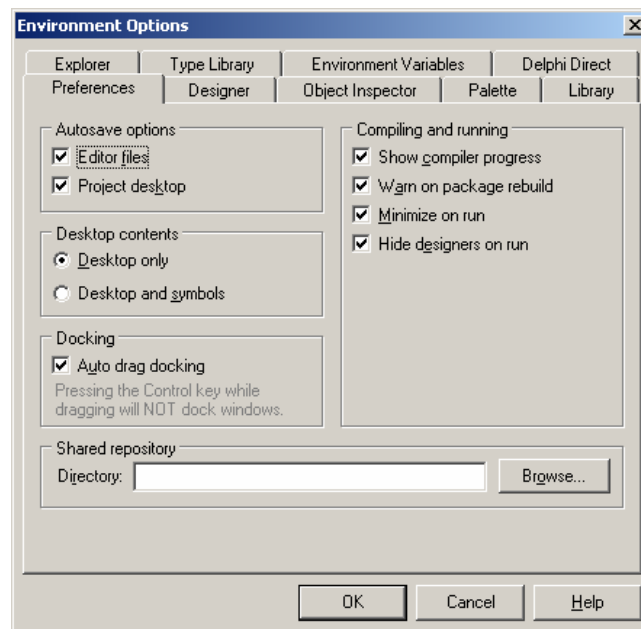 Environment Options
Explorer
Type Library
Environment Variables
Delphi Direct
Preferences
Designer
Object Inspector
Palette
Library
Autosave options
Editor files
Project desktop
Desktop contents
Desktop only
Desktop and symbols
Docking
Auto drag docking
Pressing the Control key while
dragging will NOT dock windows.
Compiling and running
Show compiler progress
Warn on package rebuild
Minimize on run
Hide designers on run
Shared repository
Directory:
Browse...
OK
Cancel
Help